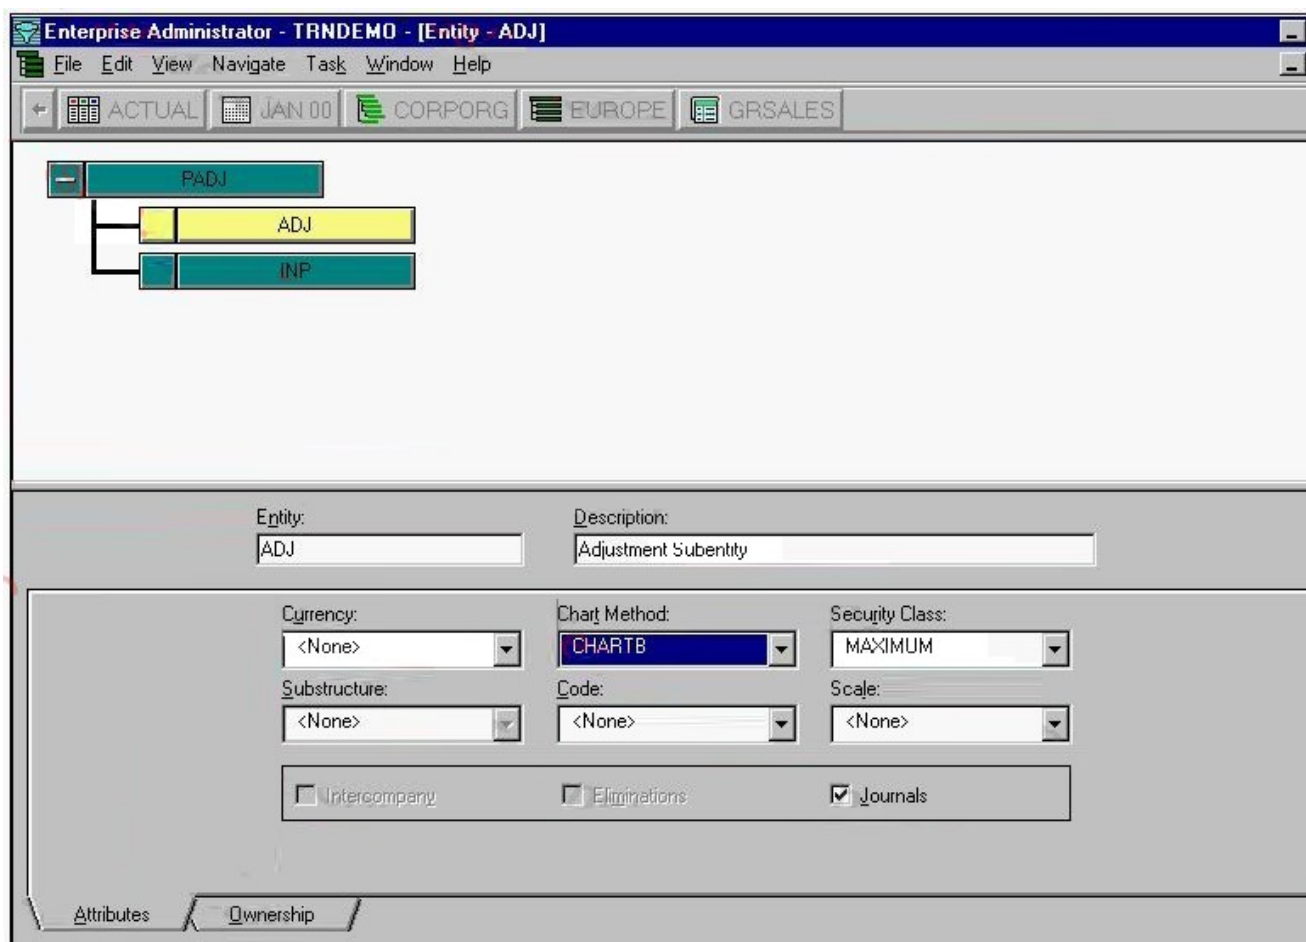 Enterprise Administrator - TRNDEMO - [Entity - ADJ]
File Edit View Navigate Task Window Help
ACTUAL JAN 00 CORPORG EUROPE GRSALES
PADJ
ADJ
INP
Entity: Description:
ADJ Adjustment Subentity
Currency: Chart Method: Security Class:
<None> CHARTB MAXIMUM
Substructure: Code: Scale:
<None> <None> <None>
Intercompany Eliminations Journals
Attributes Ownership